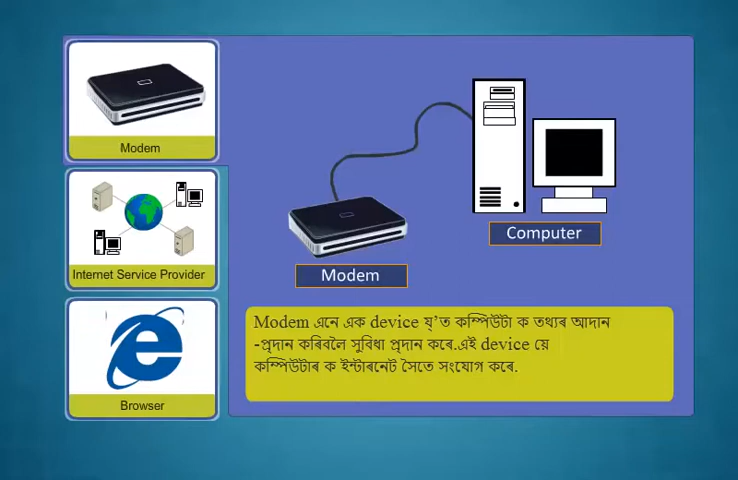 Modem
Internet Service Provider
Browser
Computer
Modem
Modem এনে এক device য্’ত কম্পিউটা ক তথ্যৰ আদান
-প্ৰদান কৰিবলৈ সুবিধা প্ৰদান কৰে.এই device য়ে
কম্পিউটাৰ ক ইন্টাৰনেট সৈতে সংযোগ কৰে.